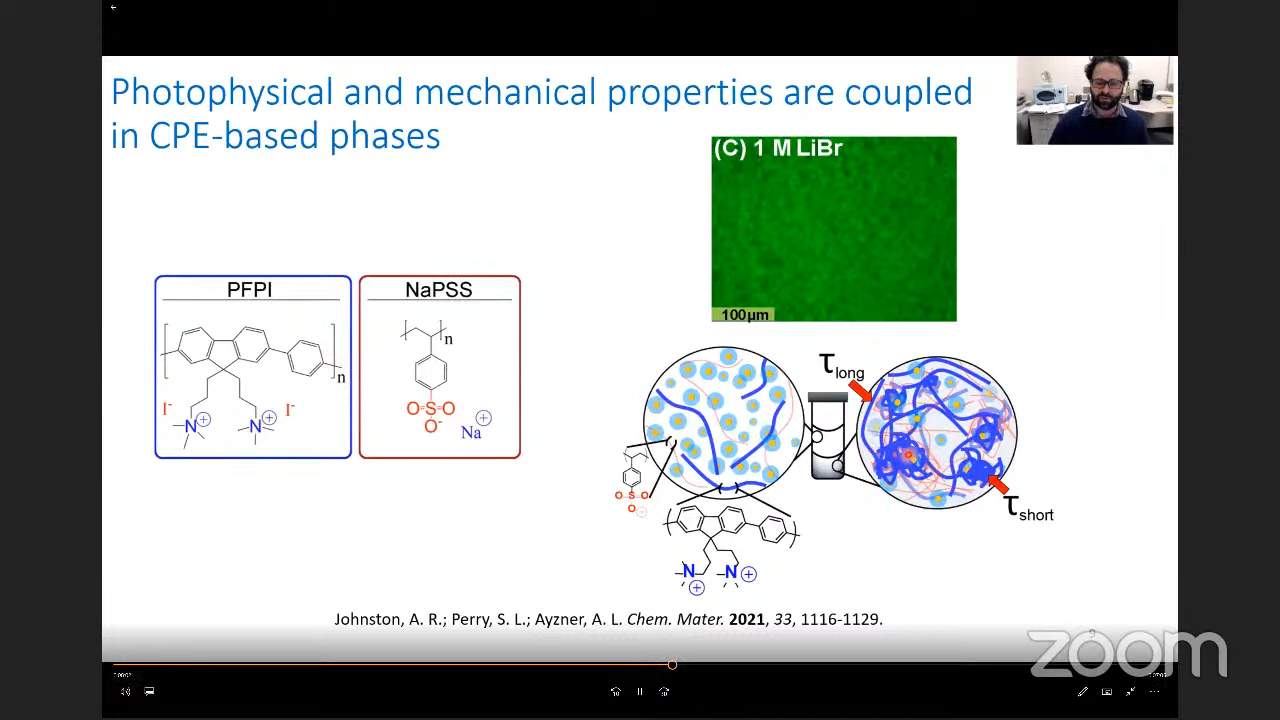 Photophysical and mechanical properties are coupled
in CPE-based phases
(C) 1 M LiBr
100μm
PFPI
NaPSS
n
I⁻
I⁻
N⁺
N⁺
n
O=S=O
O⁻
Na⁺
τlong
τshort
O S O
O⁻
N⁺
N⁺
Johnston, A. R.; Perry, S. L.; Ayzner, A. L. Chem. Mater. 2021, 33, 1116-1129.
9
zoom